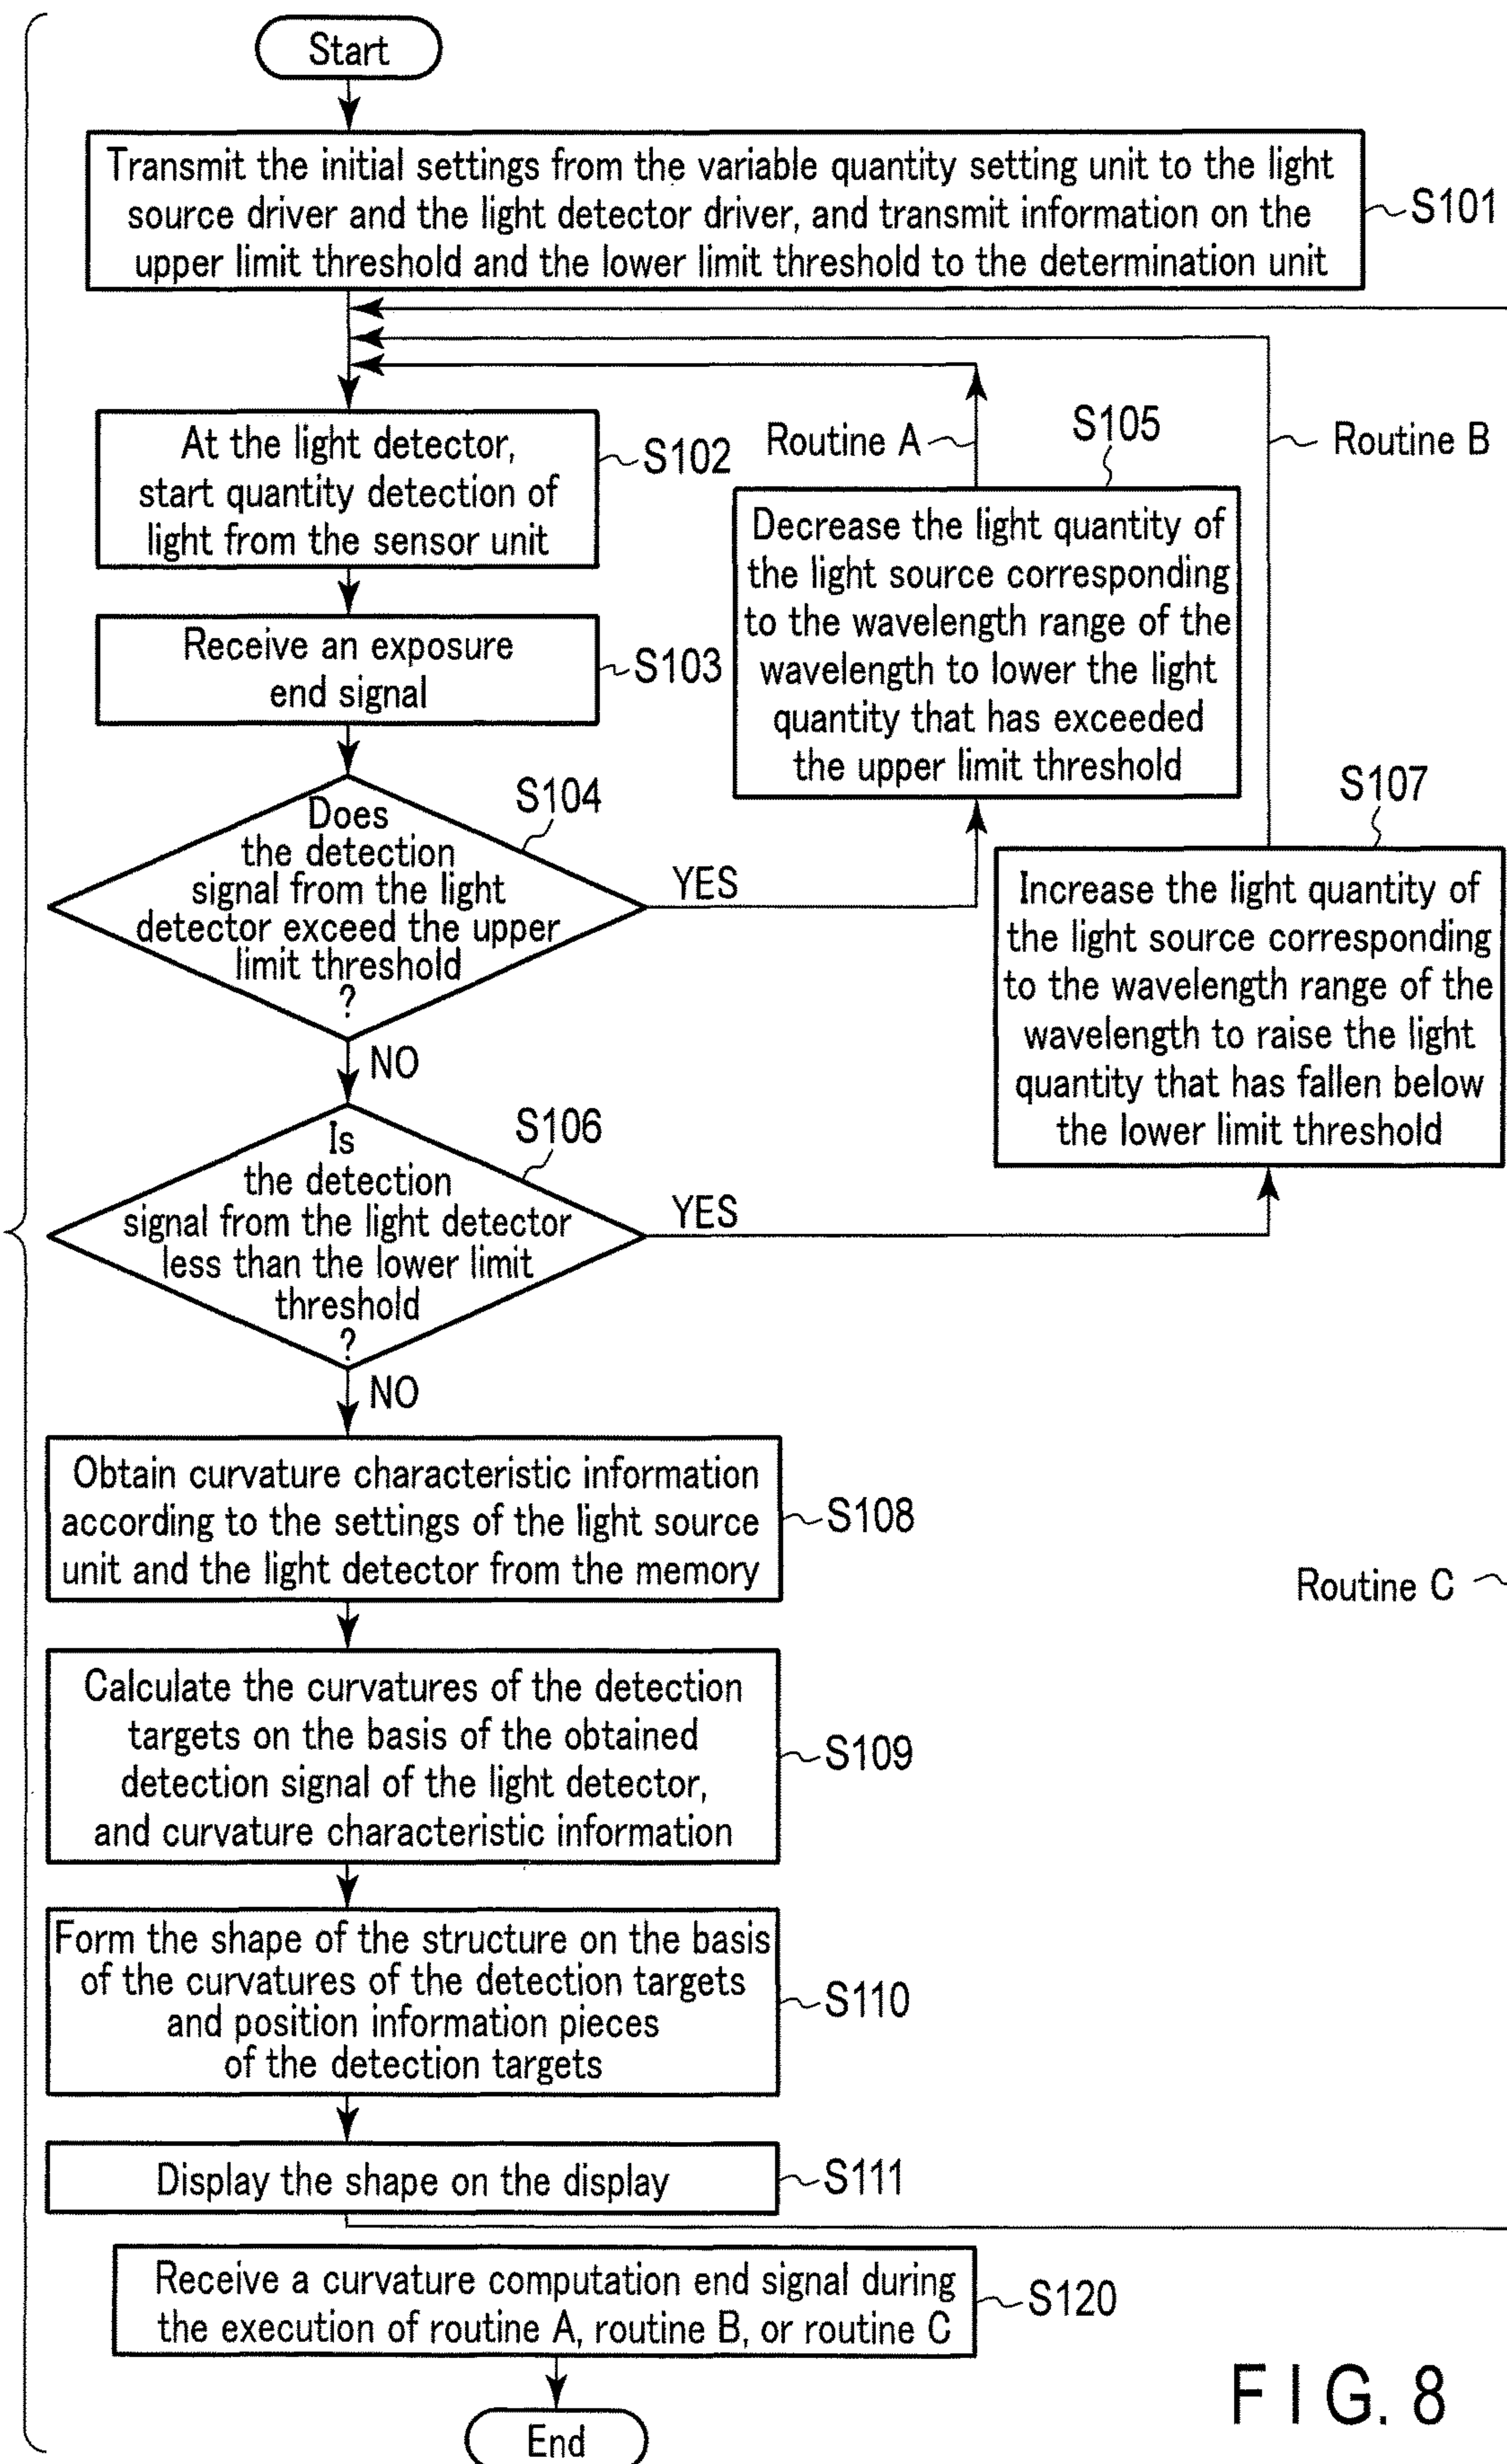 Start
Transmit the initial settings from the variable quantity setting unit to the light
source driver and the light detector driver, and transmit information on the
upper limit threshold and the lower limit threshold to the determination unit
S101
At the light detector,
start quantity detection of
light from the sensor unit
S102
Routine A
S105
Routine B
Decrease the light quantity of
the light source corresponding
to the wavelength range of the
wavelength to lower the light
quantity that has exceeded
the upper limit threshold
Receive an exposure
end signal
S103
S104
Does
the detection
signal from the light
detector exceed the upper
limit threshold
?
YES
NO
S107
Increase the light quantity of
the light source corresponding
to the wavelength range of the
wavelength to raise the light
quantity that has fallen below
the lower limit threshold
S106
Is
the detection
signal from the light detector
less than the lower limit
threshold
?
YES
NO
Obtain curvature characteristic information
according to the settings of the light source
unit and the light detector from the memory
S108
Routine C
Calculate the curvatures of the detection
targets on the basis of the obtained
detection signal of the light detector,
and curvature characteristic information
S109
Form the shape of the structure on the basis
of the curvatures of the detection targets
and position information pieces
of the detection targets
S110
Display the shape on the display
S111
Receive a curvature computation end signal during
the execution of routine A, routine B, or routine C
S120
End
FIG. 8